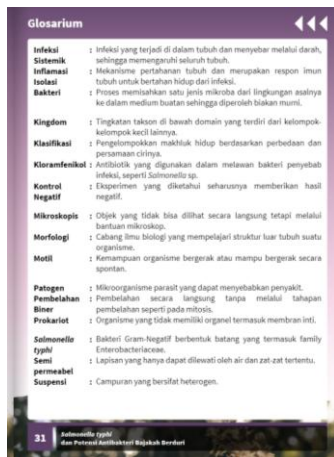 Glosarium
Infeksi : Infeksi yang terjadi di dalam tubuh dan menyebar melalui darah,
Sistemik sehingga memengaruhi seluruh tubuh.
Inflamasi : Mekanisme pertahanan tubuh dan merupakan respon imun
Isolasi tubuh untuk bertahan hidup dari infeksi.
Bakteri : Proses memisahkan satu jenis mikroba dari lingkungan asalnya
ke dalam medium buatan sehingga diperoleh biakan murni.
Kingdom : Tingkatan takson di bawah domain yang terdiri dari kelompok-
kelompok kecil lainnya.
Klasifikasi : Pengelompokkan makhluk hidup berdasarkan perbedaan dan
persamaan cirinya.
Kloramfenikol : Antibiotik yang digunakan dalam melawan bakteri penyebab
infeksi, seperti Salmonella sp.
Kontrol : Eksperimen yang diketahui seharusnya memberikan hasil
Negatif negatif.
Mikroskopis : Objek yang tidak bisa dilihat secara langsung tetapi melalui
bantuan mikroskop.
Morfologi : Cabang ilmu biologi yang mempelajari struktur luar tubuh suatu
organisme.
Motil : Kemampuan organisme bergerak atau mampu bergerak secara
spontan.
Patogen : Mikroorganisme parasit yang dapat menyebabkan penyakit.
Pembelahan : Pembelahan secara langsung tanpa melalui tahapan
Biner pembelahan seperti pada mitosis.
Prokariot : Organisme yang tidak memiliki organel termasuk membran inti.
Salmonella : Bakteri Gram-Negatif berbentuk batang yang termasuk family
typhi Enterobacteriaceae.
Semi : Lapisan yang hanya dapat dilewati oleh air dan zat-zat tertentu.
permeabel
Suspensi : Campuran yang bersifat heterogen.
31 Salmonella typhi
dan Potensi Antibakteri Bajakah Berduri